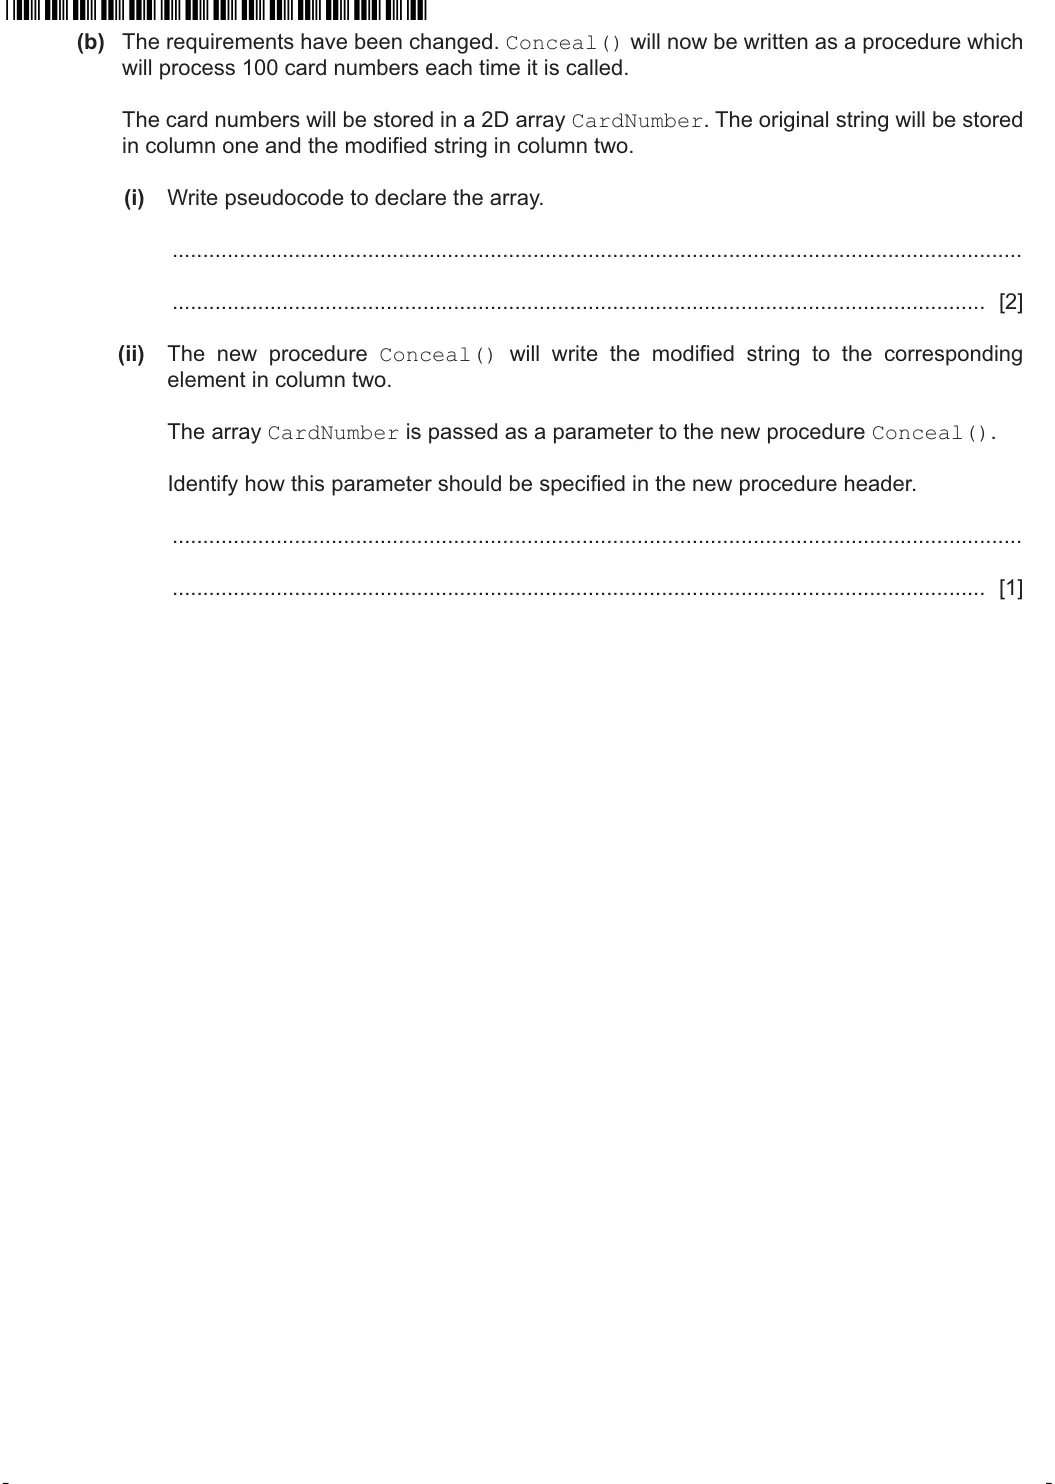 (b) The requirements have been changed. Conceal() will now be written as a procedure which
will process 100 card numbers each time it is called.
The card numbers will be stored in a 2D array CardNumber. The original string will be stored
in column one and the modified string in column two.
(i) Write pseudocode to declare the array.
..........................................................................................................................................
.......................................................................................................................................... [2]
(ii) The new procedure Conceal() will write the modified string to the corresponding
element in column two.
The array CardNumber is passed as a parameter to the new procedure Conceal().
Identify how this parameter should be specified in the new procedure header.
..........................................................................................................................................
.......................................................................................................................................... [1]